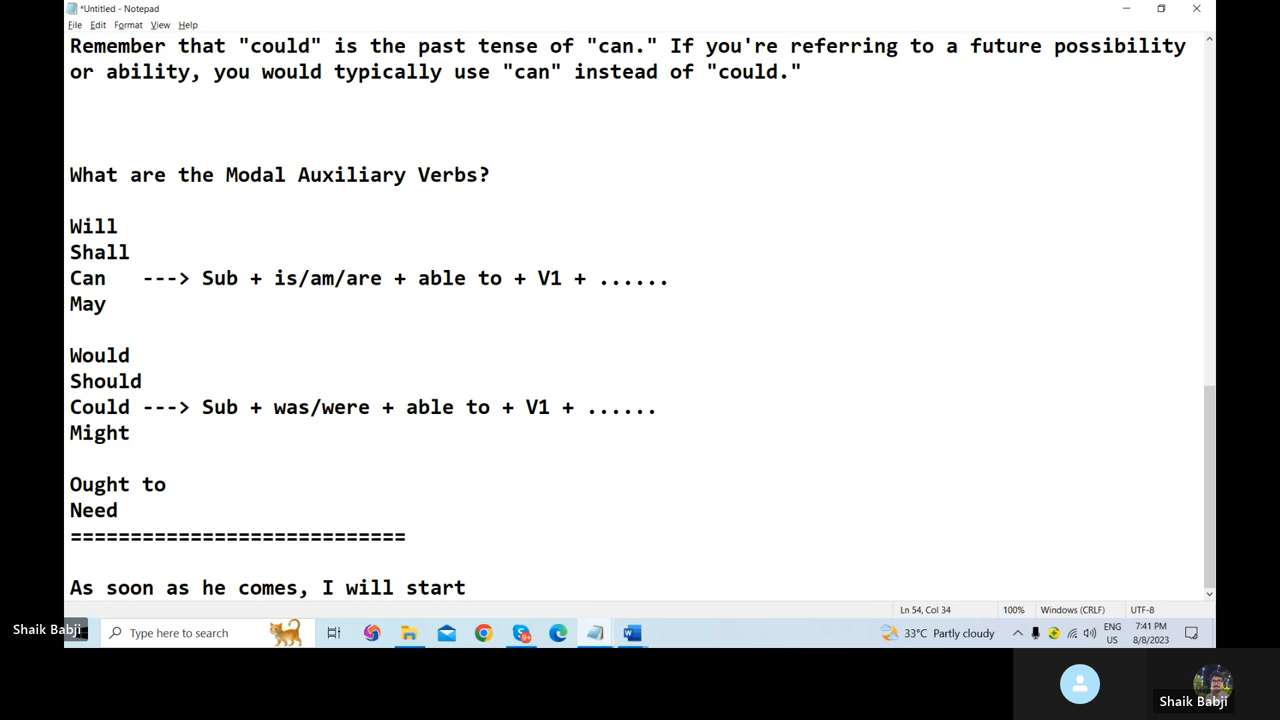 *Untitled - Notepad
File Edit Format View Help
Remember that "could" is the past tense of "can." If you're referring to a future possibility
or ability, you would typically use "can" instead of "could."
What are the Modal Auxiliary Verbs?
Will
Shall
Can ---> Sub + is/am/are + able to + V1 + ......
May
Would
Should
Could ---> Sub + was/were + able to + V1 + ......
Might
Ought to
Need
============================
As soon as he comes, I will start
Ln 54, Col 34 100% Windows (CRLF) UTF-8
Shaik Babji
Type here to search
33°C Partly cloudy
ENG
US
7:41 PM
8/8/2023
Shaik Babji